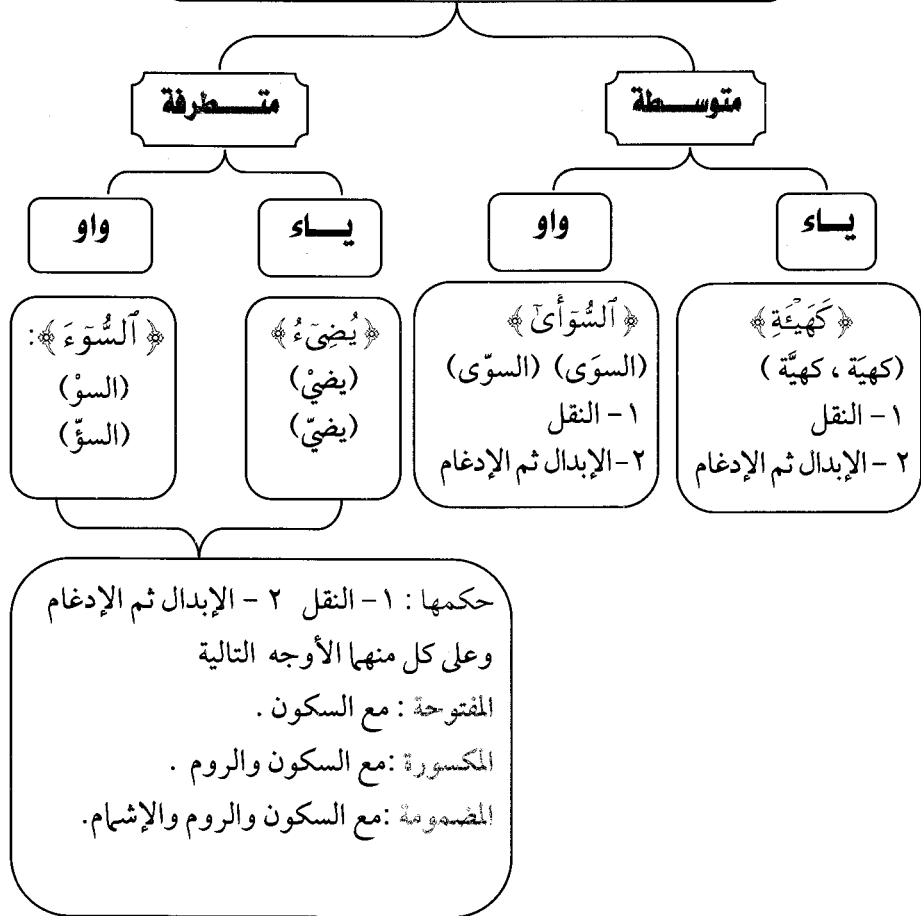 متوسطة
متطرفة
ياء
واو
ياء
واو
﴿كَهَيْـَٔةِ﴾
(كهيَة ، كهيَّة )
١ - النقل
٢ - الإبدال ثم الإدغام
﴿ٱلسُّوٓأَىٰٓ﴾
(السوَى) (السوّى)
١ - النقل
٢-الإبدال ثم الإدغام
﴿يُضِىٓءُ﴾
(يضيْ)
(يضيّ)
﴿ٱلسُّوٓءَ﴾:
(السوْ)
(السوّ)
حكمها : ١ - النقل ٢ - الإبدال ثم الإدغام
وعلى كل منهما الأوجه التالية
المفتوحة : مع السكون .
المكسورة :مع السكون والروم .
المضمومة :مع السكون والروم والإشمام.